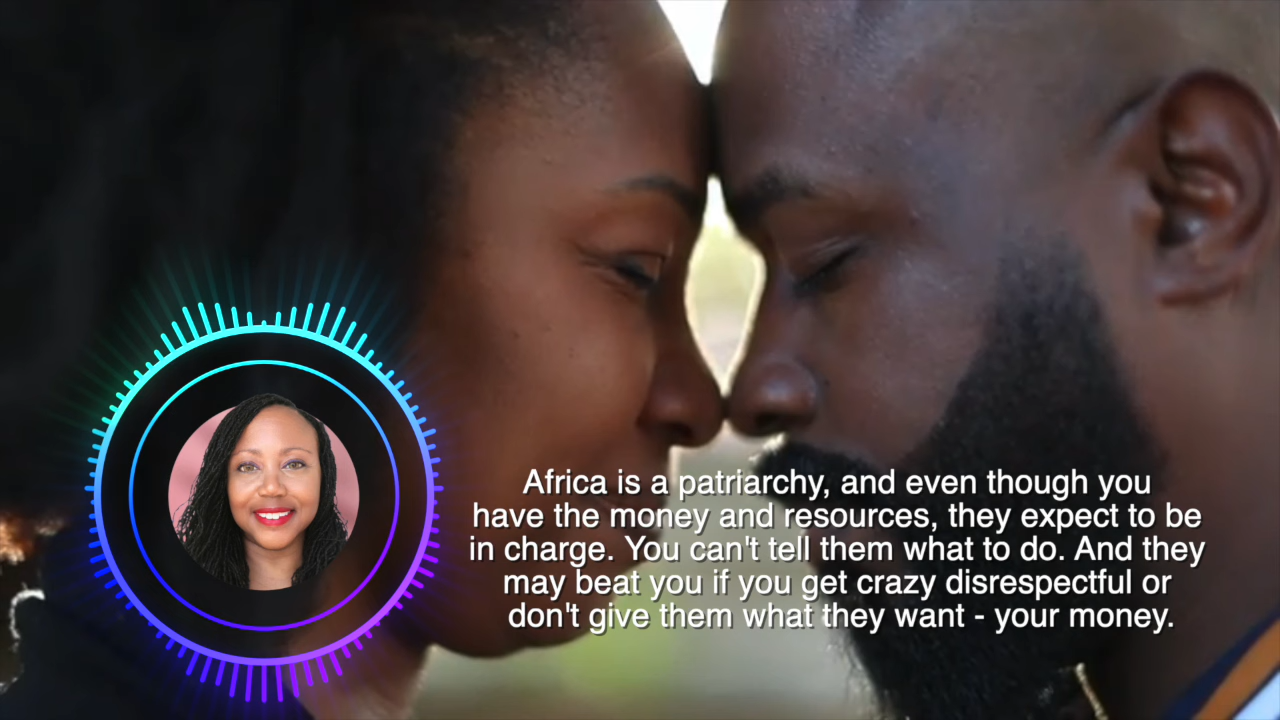 Africa is a patriarchy, and even though you
have the money and resources, they expect to be
in charge. You can't tell them what to do. And they
may beat you if you get crazy disrespectful or
don't give them what they want - your money.